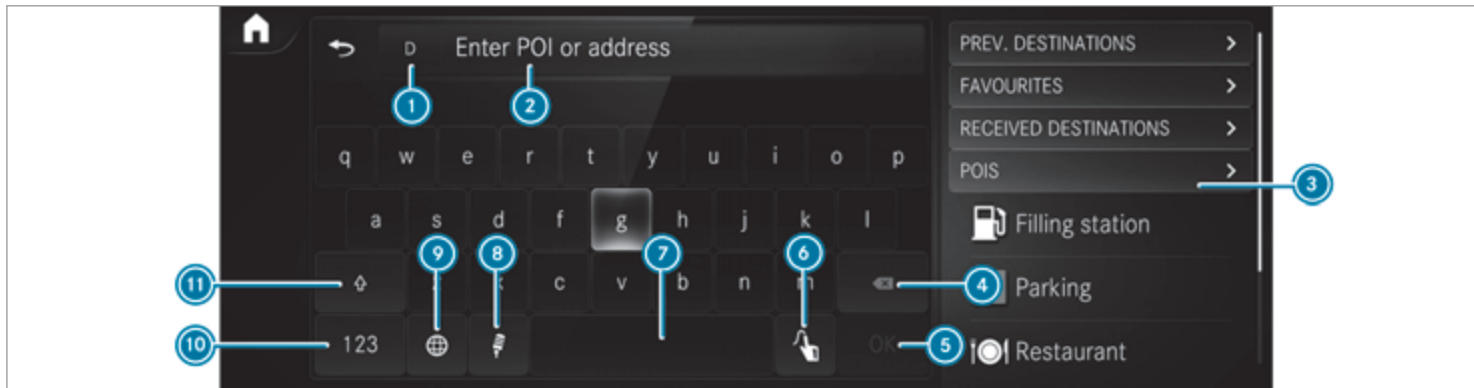 D Enter POI or address
1
2
q w e r t y u i o p
a s d f g h j k l
9
8
7
6
11
c v b n m
4
10
123
OK
5
PREV. DESTINATIONS
FAVOURITES
RECEIVED DESTINATIONS
POIS
3
Filling station
Parking
Restaurant